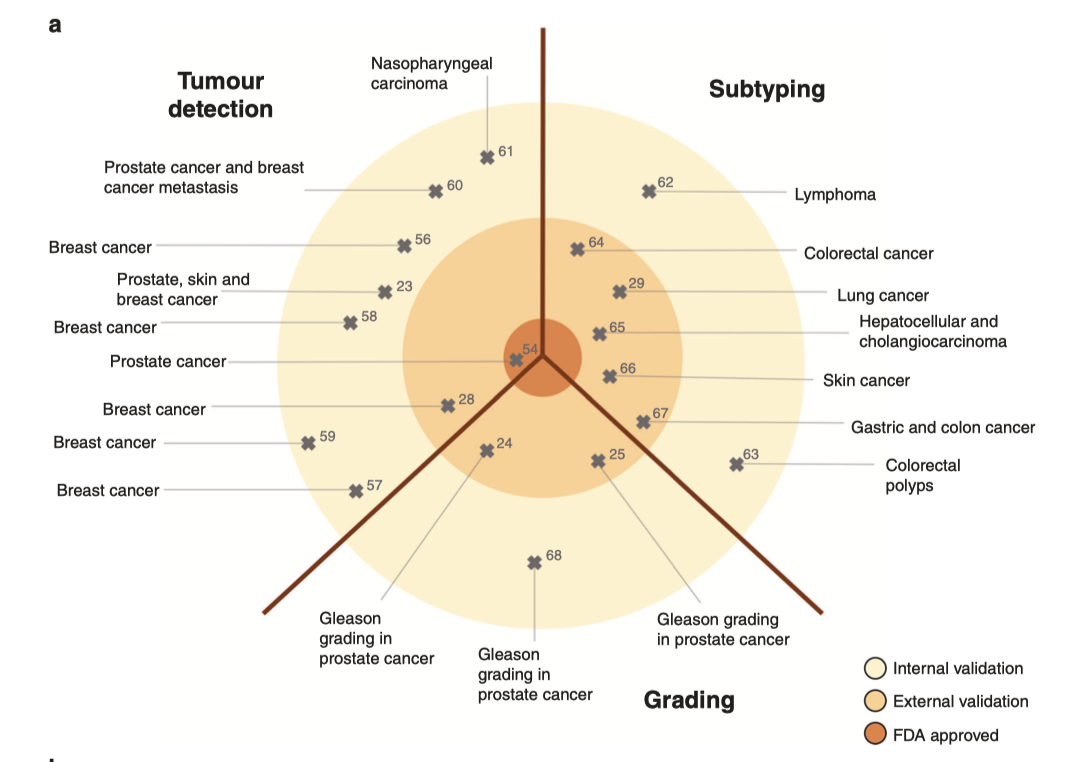 a
Tumour
detection
Nasopharyngeal
carcinoma
61
Prostate cancer and breast
cancer metastasis
60
Breast cancer
56
Prostate, skin and
breast cancer
23
Breast cancer
58
Prostate cancer
54
Breast cancer
28
Breast cancer
59
Breast cancer
57
Subtyping
62
Lymphoma
64
Colorectal cancer
29
Lung cancer
65
Hepatocellular and
cholangiocarcinoma
66
Skin cancer
67
Gastric and colon cancer
63
Colorectal
polyps
24
Gleason
grading in
prostate cancer
68
Gleason
grading in
prostate cancer
25
Gleason grading
in prostate cancer
Grading
Internal validation
External validation
FDA approved